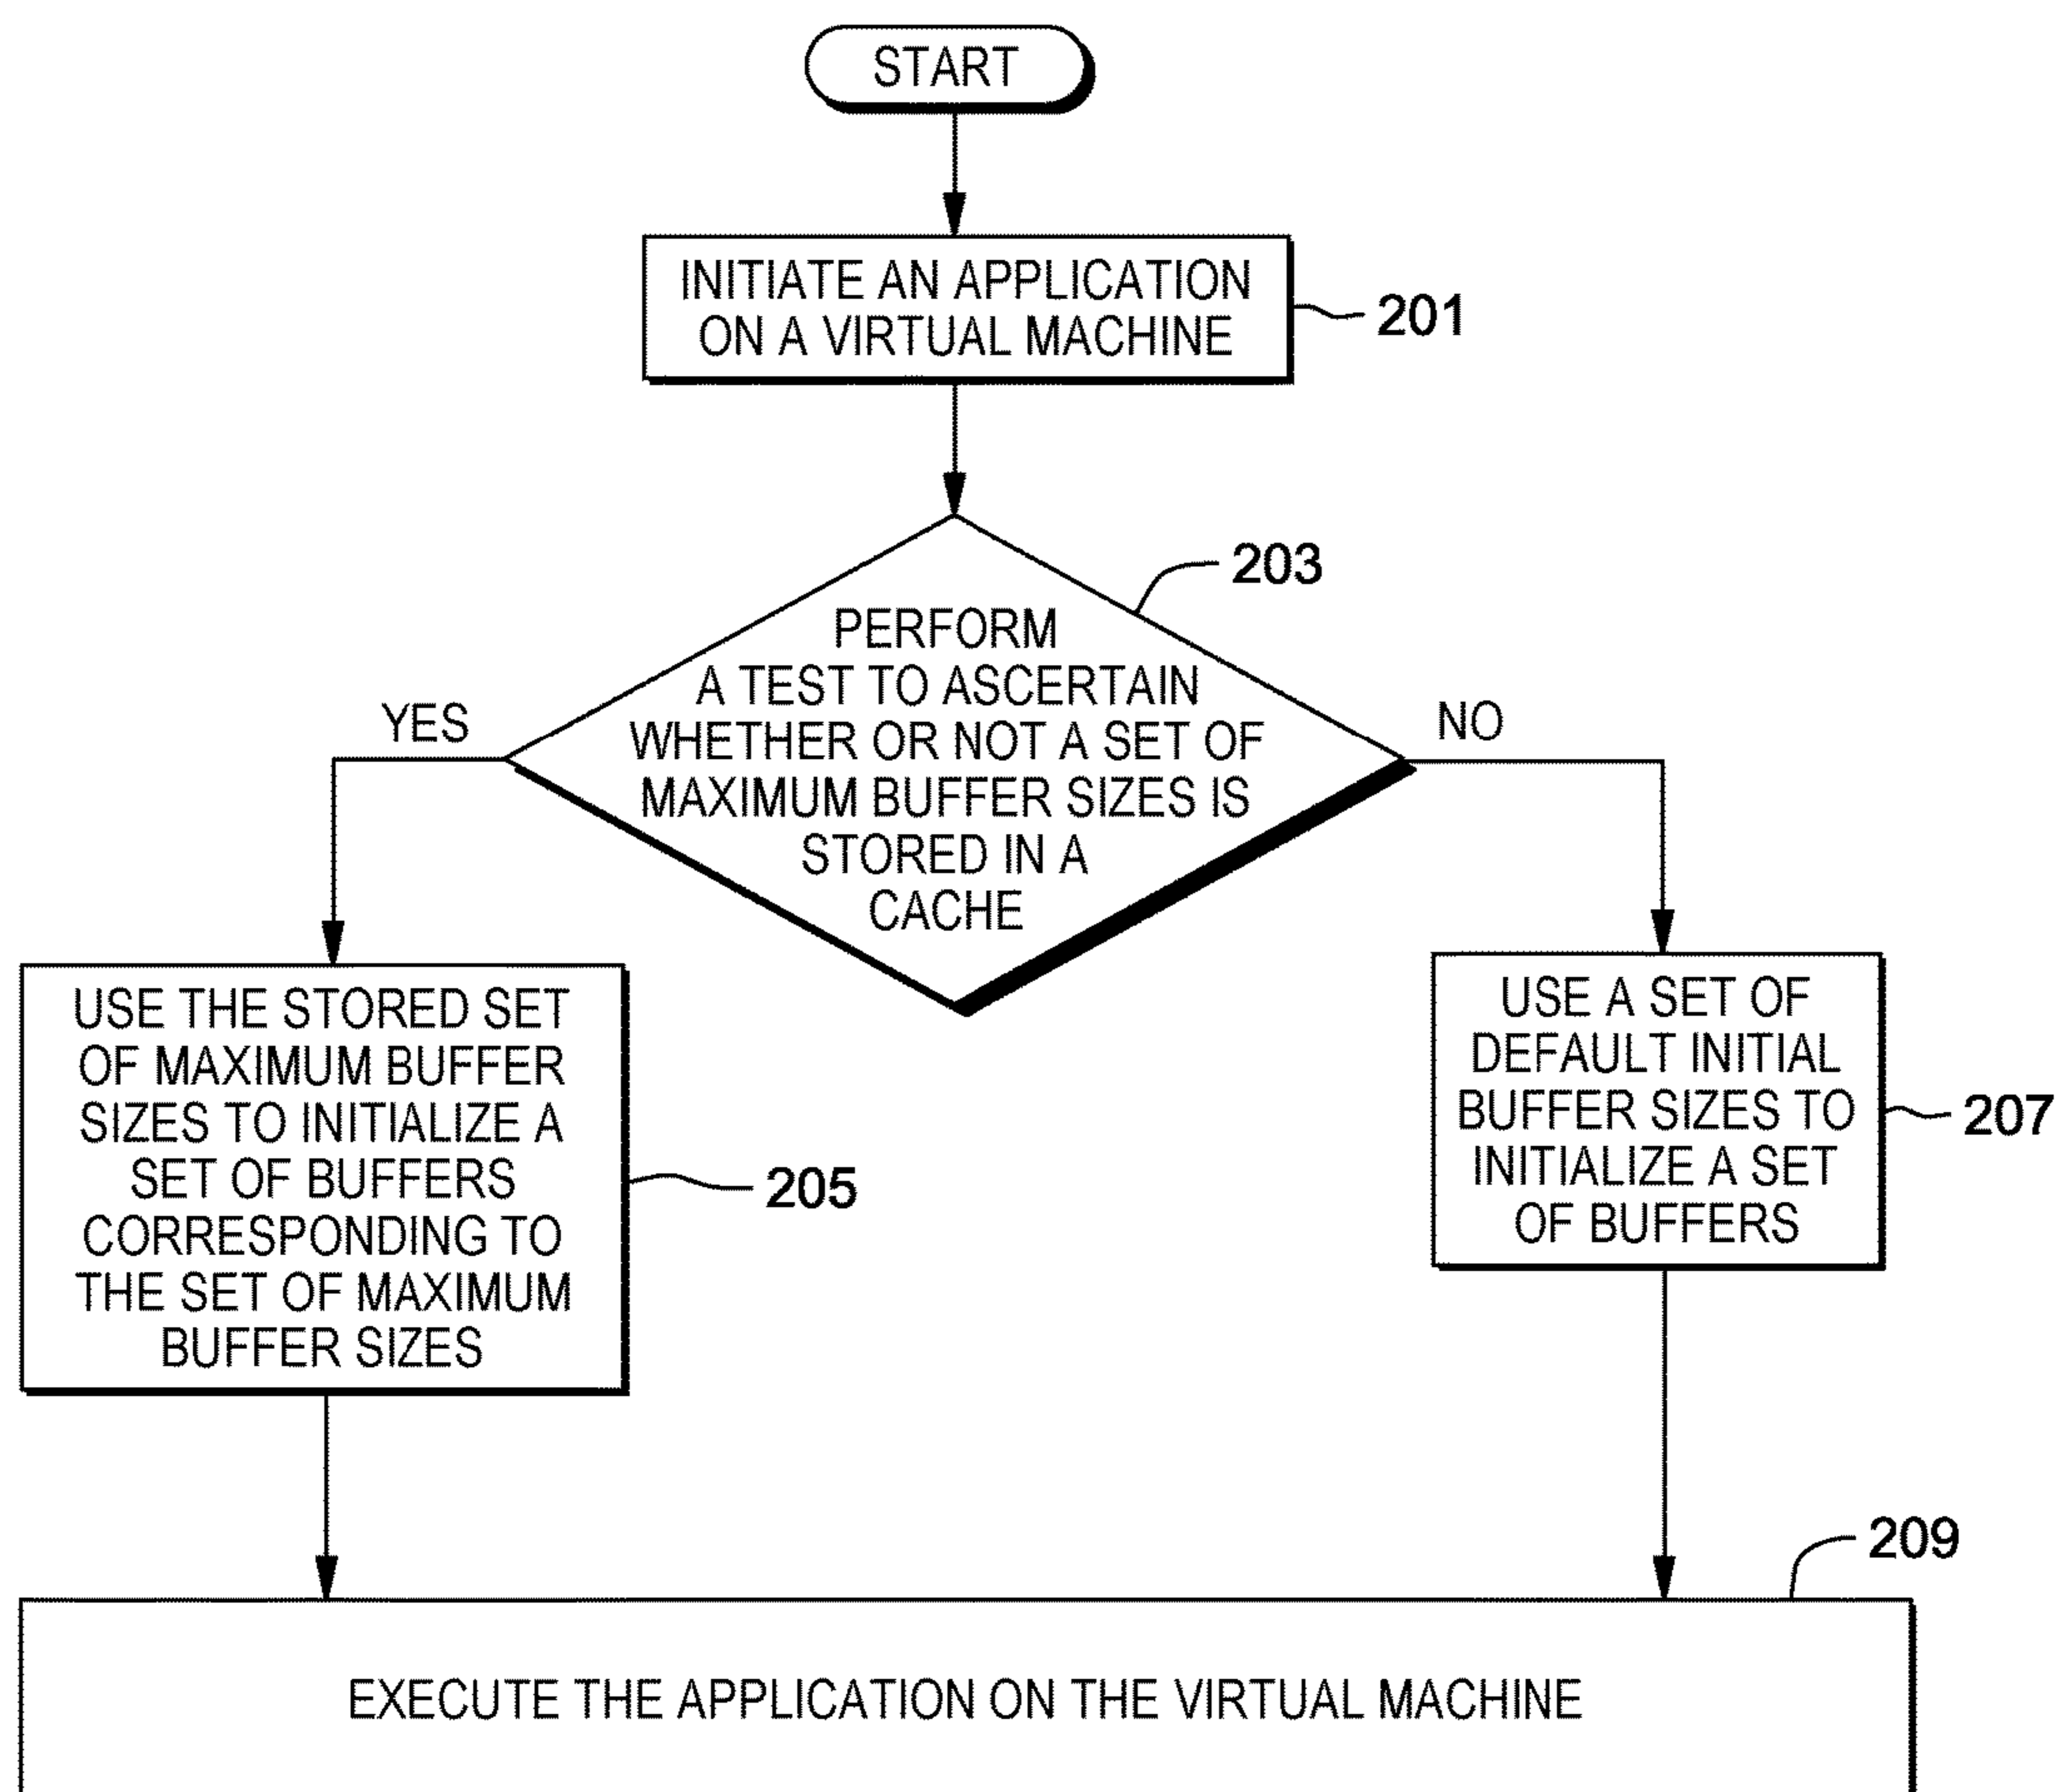 START
INITIATE AN APPLICATION
ON A VIRTUAL MACHINE
201
203
PERFORM
A TEST TO ASCERTAIN
WHETHER OR NOT A SET OF
MAXIMUM BUFFER SIZES IS
STORED IN A
CACHE
YES
NO
USE THE STORED SET
OF MAXIMUM BUFFER
SIZES TO INITIALIZE A
SET OF BUFFERS
CORRESPONDING TO
THE SET OF MAXIMUM
BUFFER SIZES
205
USE A SET OF
DEFAULT INITIAL
BUFFER SIZES TO
INITIALIZE A SET
OF BUFFERS
207
209
EXECUTE THE APPLICATION ON THE VIRTUAL MACHINE